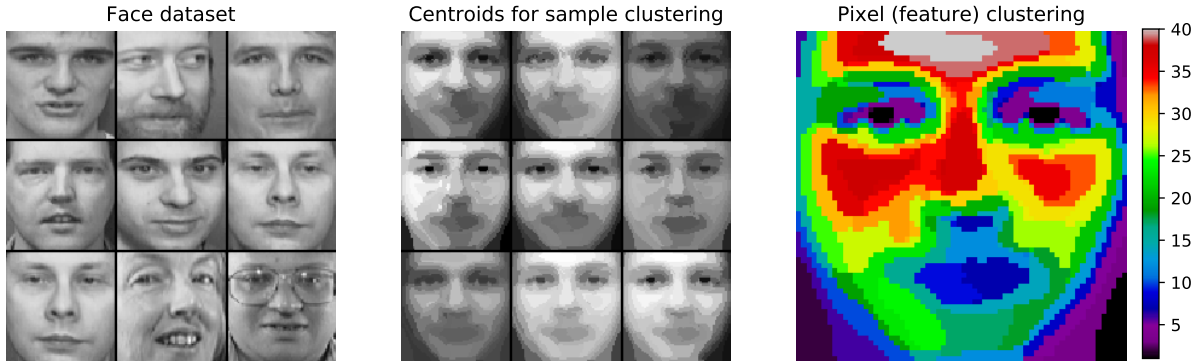 Face dataset
Centroids for sample clustering
Pixel (feature) clustering
40
35
30
25
20
15
10
5